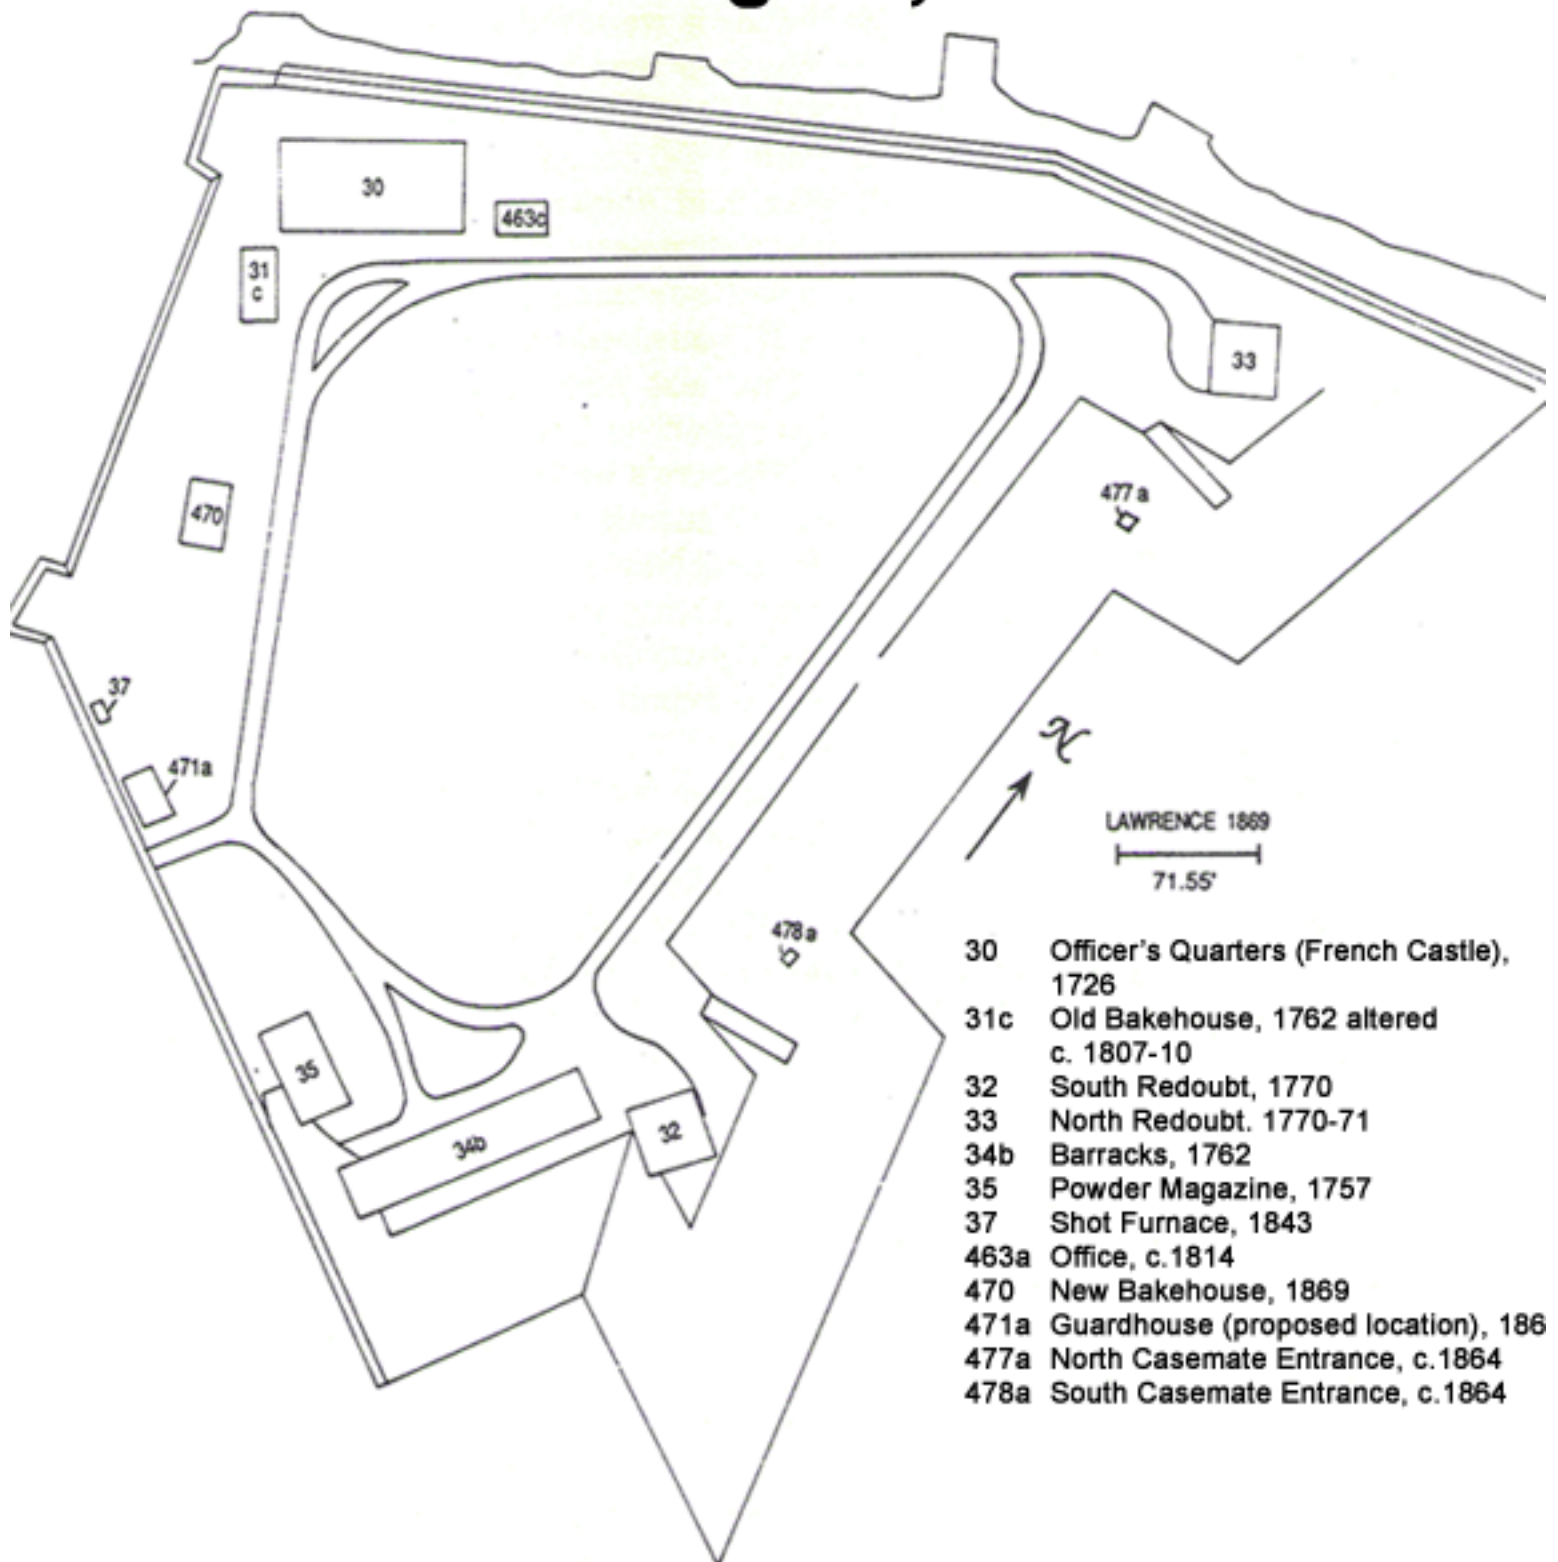 30
463c
31
c
33
470
477a
37
471a
N
LAWRENCE 1869
71.55'
478a
35
34b
32
30 Officer's Quarters (French Castle),
1726
31c Old Bakehouse, 1762 altered
c. 1807-10
32 South Redoubt, 1770
33 North Redoubt. 1770-71
34b Barracks, 1762
35 Powder Magazine, 1757
37 Shot Furnace, 1843
463a Office, c.1814
470 New Bakehouse, 1869
471a Guardhouse (proposed location), 186
477a North Casemate Entrance, c.1864
478a South Casemate Entrance, c.1864